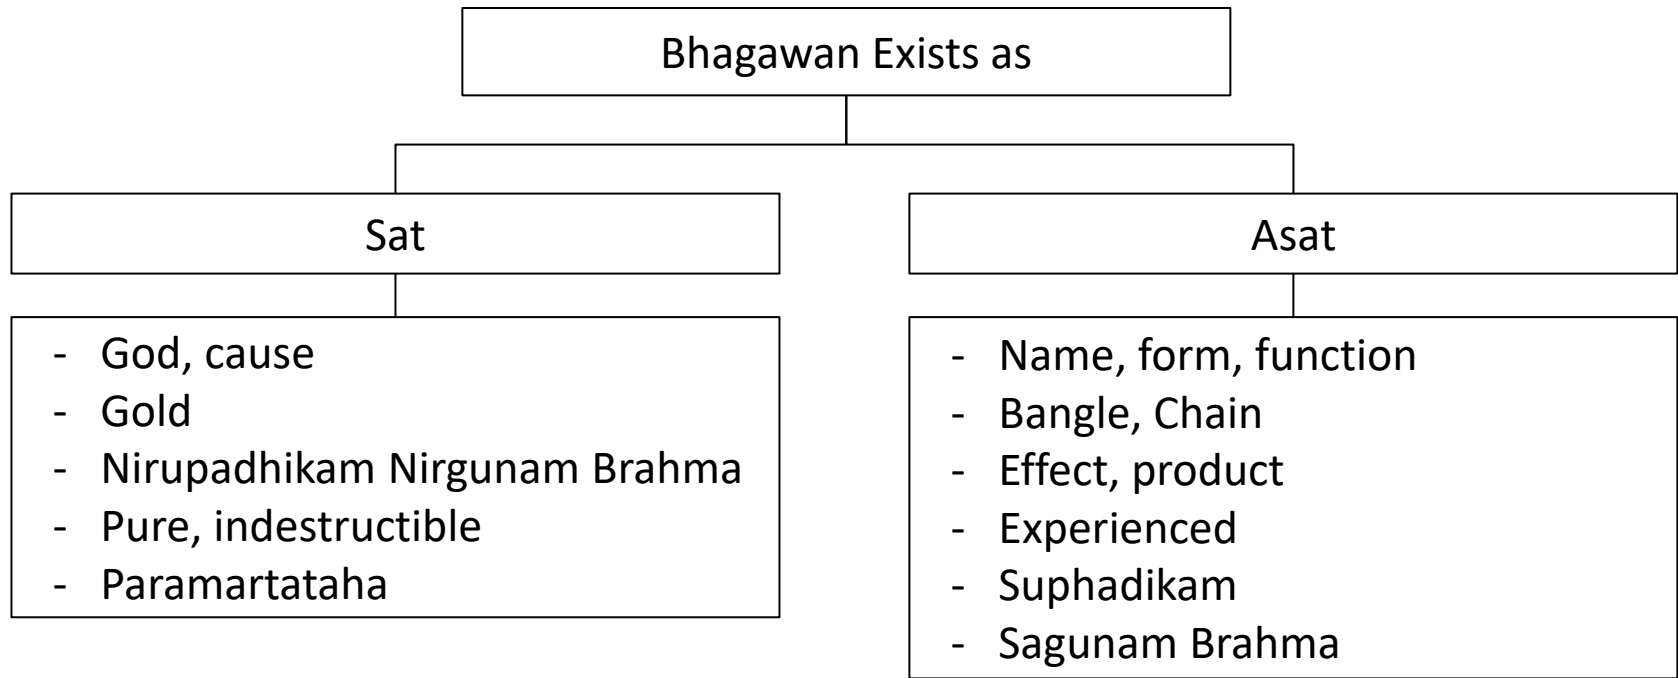 Bhagawan Exists as
Sat
- God, cause
- Gold
- Nirupadhikam Nirgunam Brahma
- Pure, indestructible
- Paramartataha
Asat
- Name, form, function
- Bangle, Chain
- Effect, product
- Experienced
- Suphadikam
- Sagunam Brahma